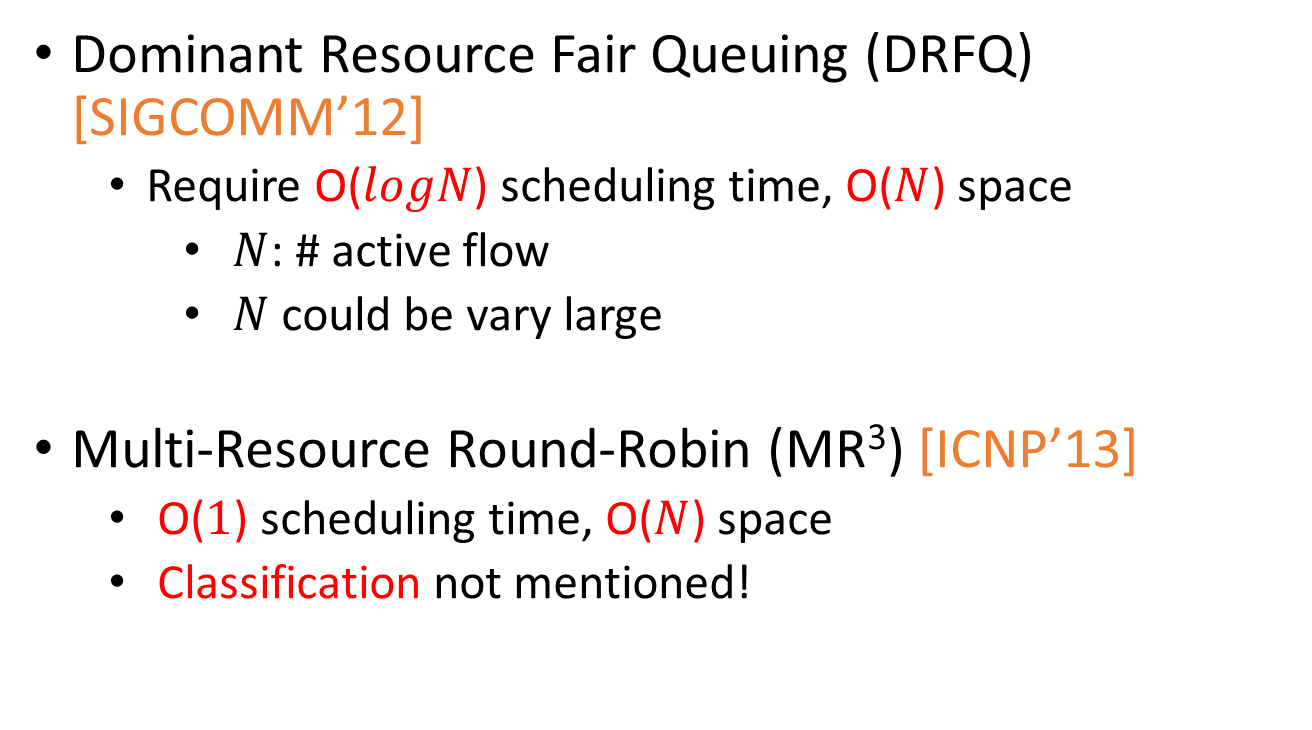 • Dominant Resource Fair Queuing (DRFQ)
[SIGCOMM’12]
• Require O(logN) scheduling time, O(N) space
• N: # active flow
• N could be vary large
• Multi-Resource Round-Robin (MR³) [ICNP’13]
• O(1) scheduling time, O(N) space
• Classification not mentioned!